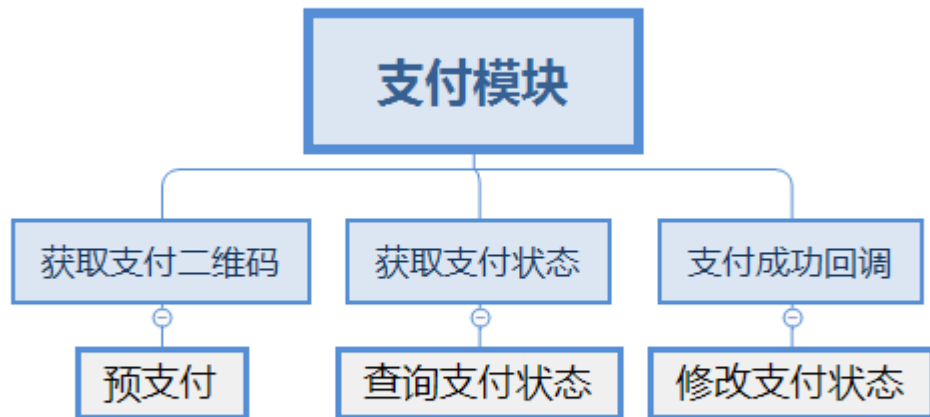 支付模块
获取支付二维码
获取支付状态
支付成功回调
预支付
查询支付状态
修改支付状态